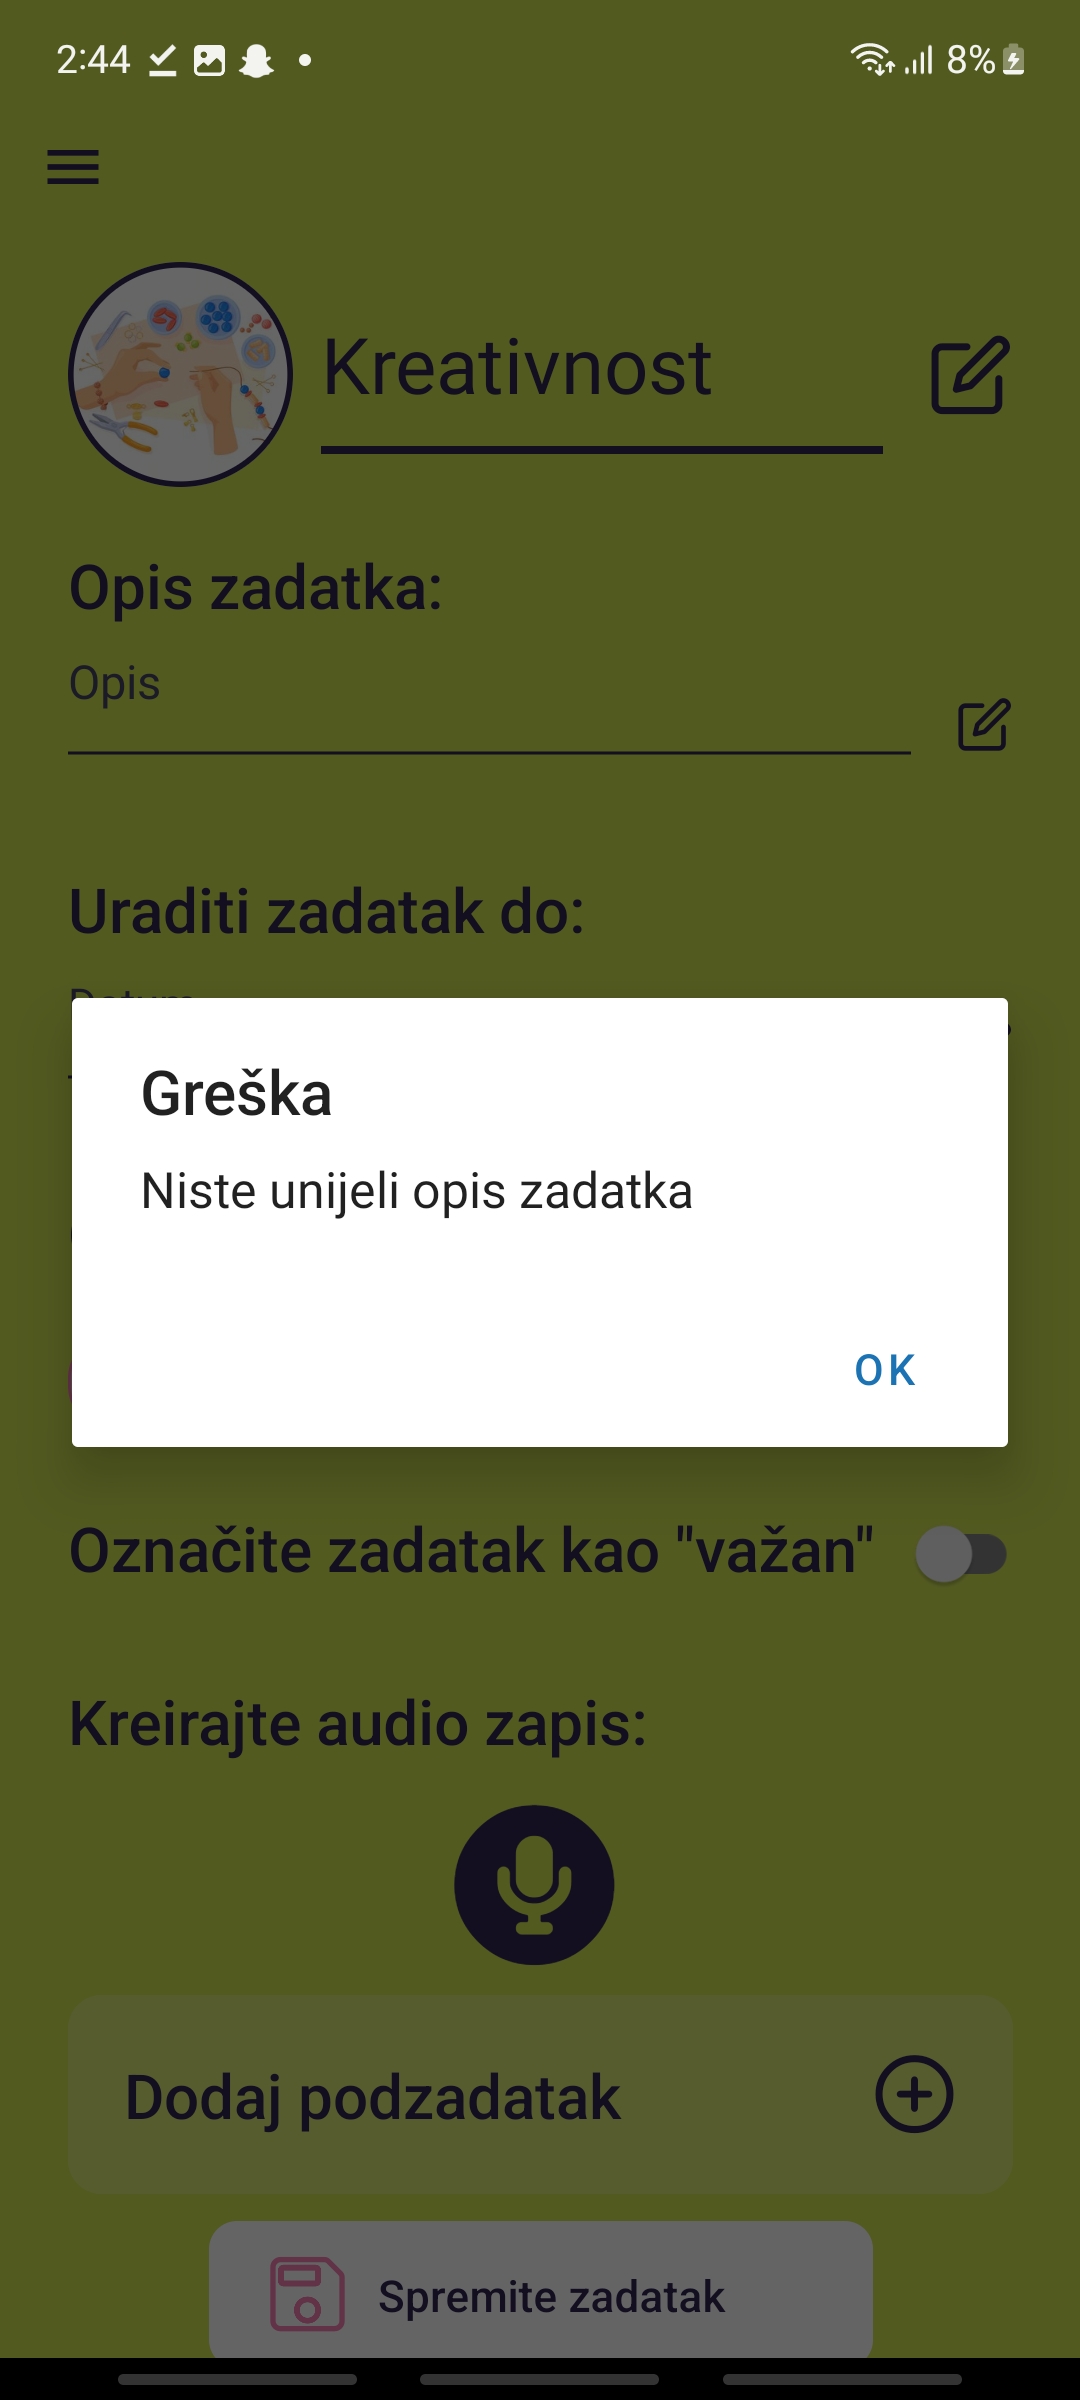 2:44
8%
Kreativnost
Opis zadatka:
Opis
Uraditi zadatak do:
Greška
Niste unijeli opis zadatka
OK
Označite zadatak kao "važan"
Kreirajte audio zapis:
Dodaj podzadatak
Spremite zadatak